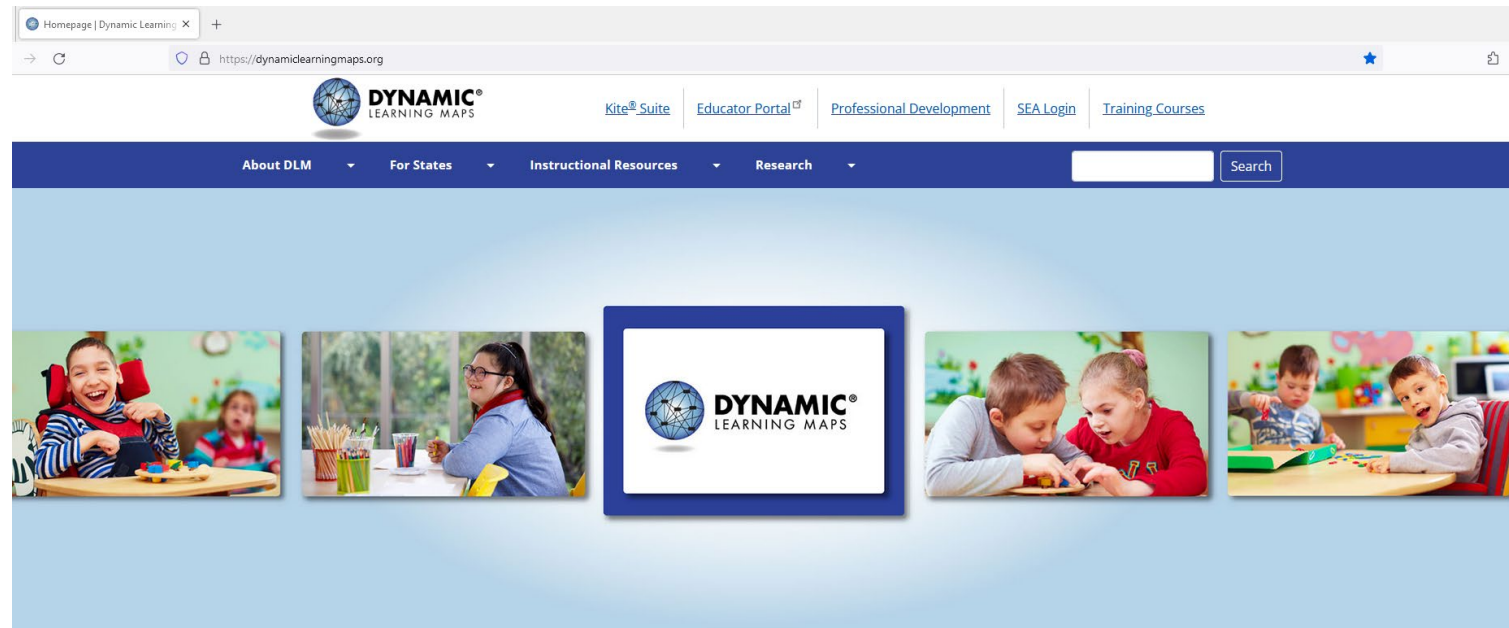 Homepage | Dynamic Learning
https://dynamiclearningmaps.org
DYNAMIC®
LEARNING MAPS
Kite® Suite
Educator Portal
Professional Development
SEA Login
Training Courses
About DLM
For States
Instructional Resources
Research
Search
DYNAMIC®
LEARNING MAPS